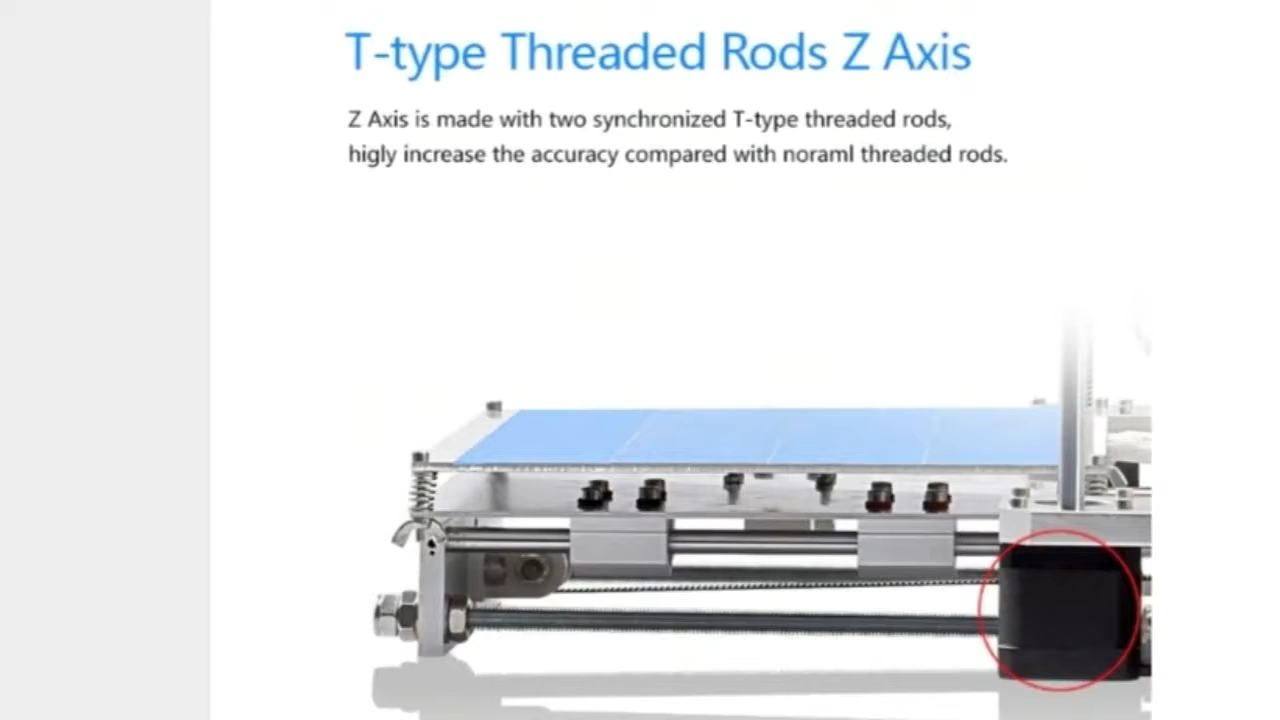 T-type Threaded Rods Z Axis
Z Axis is made with two synchronized T-type threaded rods,
higly increase the accuracy compared with noraml threaded rods.